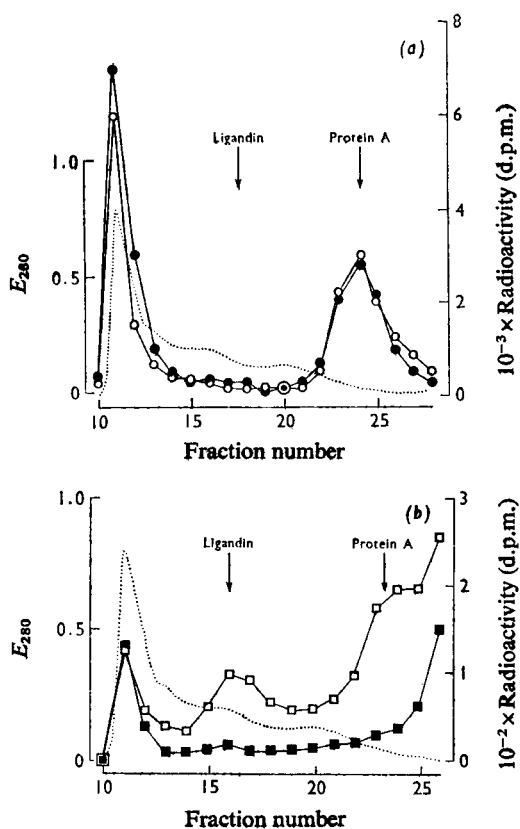 (a)
8
6
4
2
0
10⁻³ × Radioactivity (d.p.m.)
1.0
0.5
0
E₂₈₀
Ligandin
Protein A
10 15 20 25
Fraction number
(b)
3
2
1
0
10⁻² × Radioactivity (d.p.m.)
1.0
0.5
0
E₂₈₀
Ligandin
Protein A
10 15 20 25
Fraction number